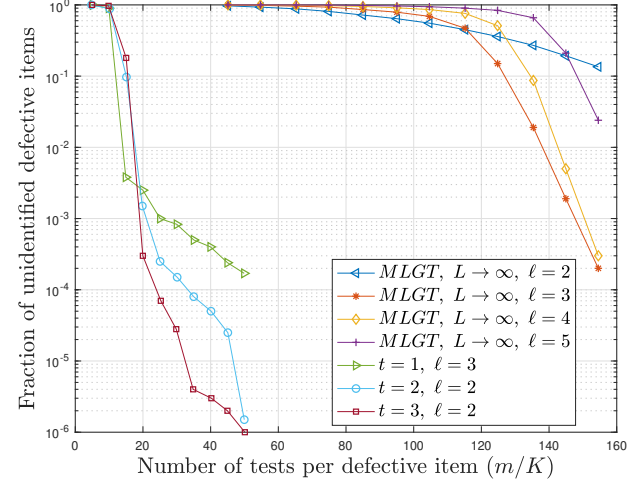 Fraction of unidentified defective items
10^0
10^-1
10^-2
10^-3
10^-4
10^-5
10^-6
0 20 40 60 80 100 120 140 160
Number of tests per defective item (m/K)
MLGT, L → ∞, ℓ = 2
MLGT, L → ∞, ℓ = 3
MLGT, L → ∞, ℓ = 4
MLGT, L → ∞, ℓ = 5
t = 1, ℓ = 3
t = 2, ℓ = 2
t = 3, ℓ = 2